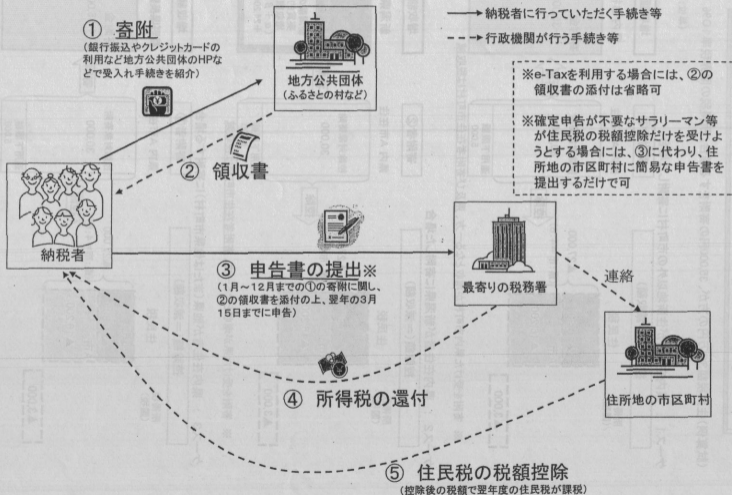 納税者に行っていただく手続き等
行政機関が行う手続き等
① 寄附
(銀行振込やクレジットカードの
利用など地方公共団体のHPな
どで受入れ手続きを紹介)
地方公共団体
(ふるさとの村など)
※e-Taxを利用する場合には、②の
領収書の添付は省略可
※確定申告が不要なサラリーマン等
が住民税の税額控除だけを受けよ
うとする場合には、③に代わり、住
所地の市区町村に簡易な申告書を
提出するだけで可
② 領収書
納税者
③ 申告書の提出※
(1月~12月までの①の寄附に関し、
②の領収書を添付の上、翌年の3月
15日までに申告)
最寄りの税務署
連絡
住所地の市区町村
④ 所得税の還付
⑤ 住民税の税額控除
(控除後の税額で翌年度の住民税が課税)